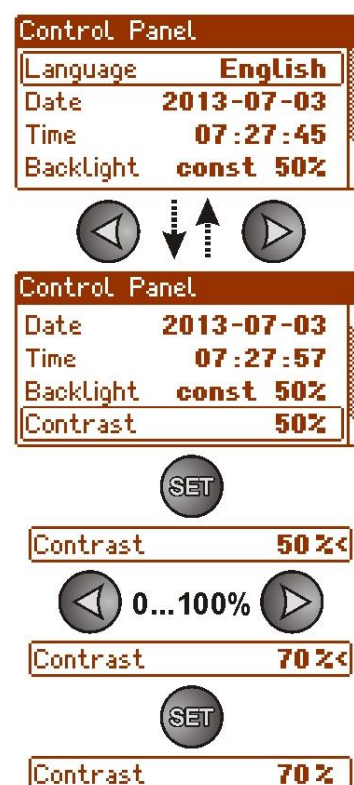 Control Panel
Language English
Date 2013-07-03
Time 07:27:45
Backlight const 50%
Control Panel
Date 2013-07-03
Time 07:27:57
Backlight const 50%
Contrast 50%
SET
Contrast 50%<
0...100%
Contrast 70%<
SET
Contrast 70%